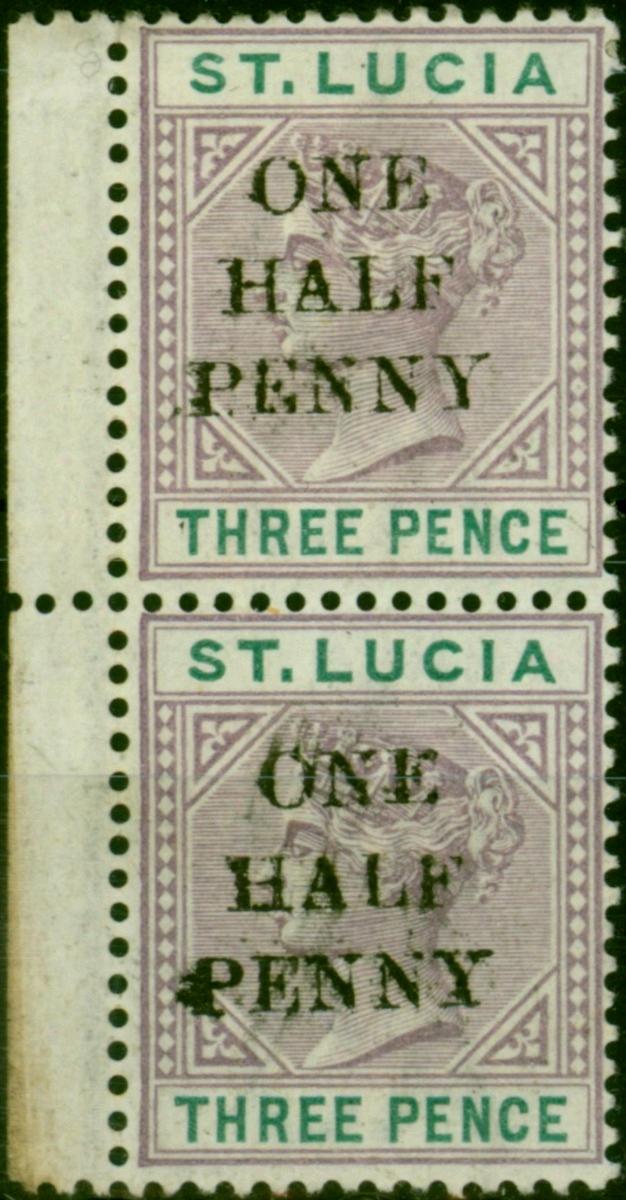 ST. LUCIA
ONE
HALF
PENNY
THREE PENCE
ST. LUCIA
ONE
HALF
PENNY
THREE PENCE